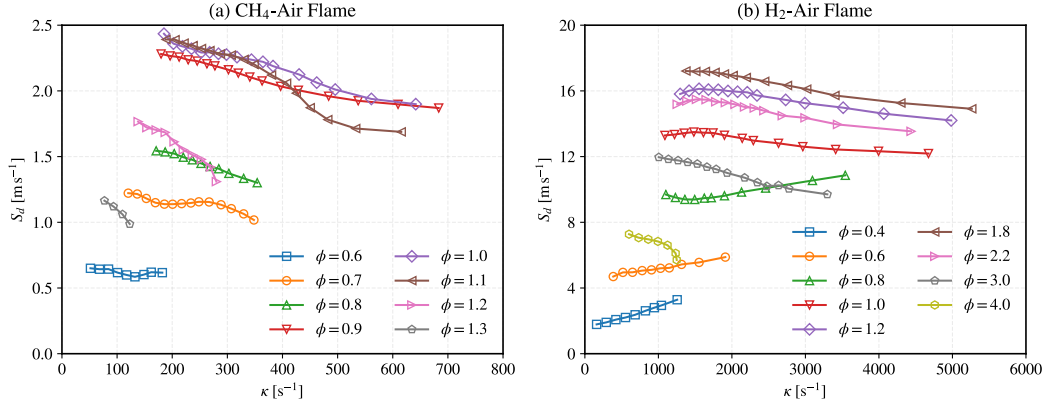 (a) CH₄-Air Flame
2.5
2.0
1.5
1.0
0.5
0.0
S_d [m s⁻¹]
0 100 200 300 400 500 600 700 800
κ [s⁻¹]
ϕ = 0.6
ϕ = 0.7
ϕ = 0.8
ϕ = 0.9
ϕ = 1.0
ϕ = 1.1
ϕ = 1.2
ϕ = 1.3
(b) H₂-Air Flame
20
16
12
8
4
0
S_d [m s⁻¹]
0 1000 2000 3000 4000 5000 6000
κ [s⁻¹]
ϕ = 0.4
ϕ = 0.6
ϕ = 0.8
ϕ = 1.0
ϕ = 1.2
ϕ = 1.8
ϕ = 2.2
ϕ = 3.0
ϕ = 4.0